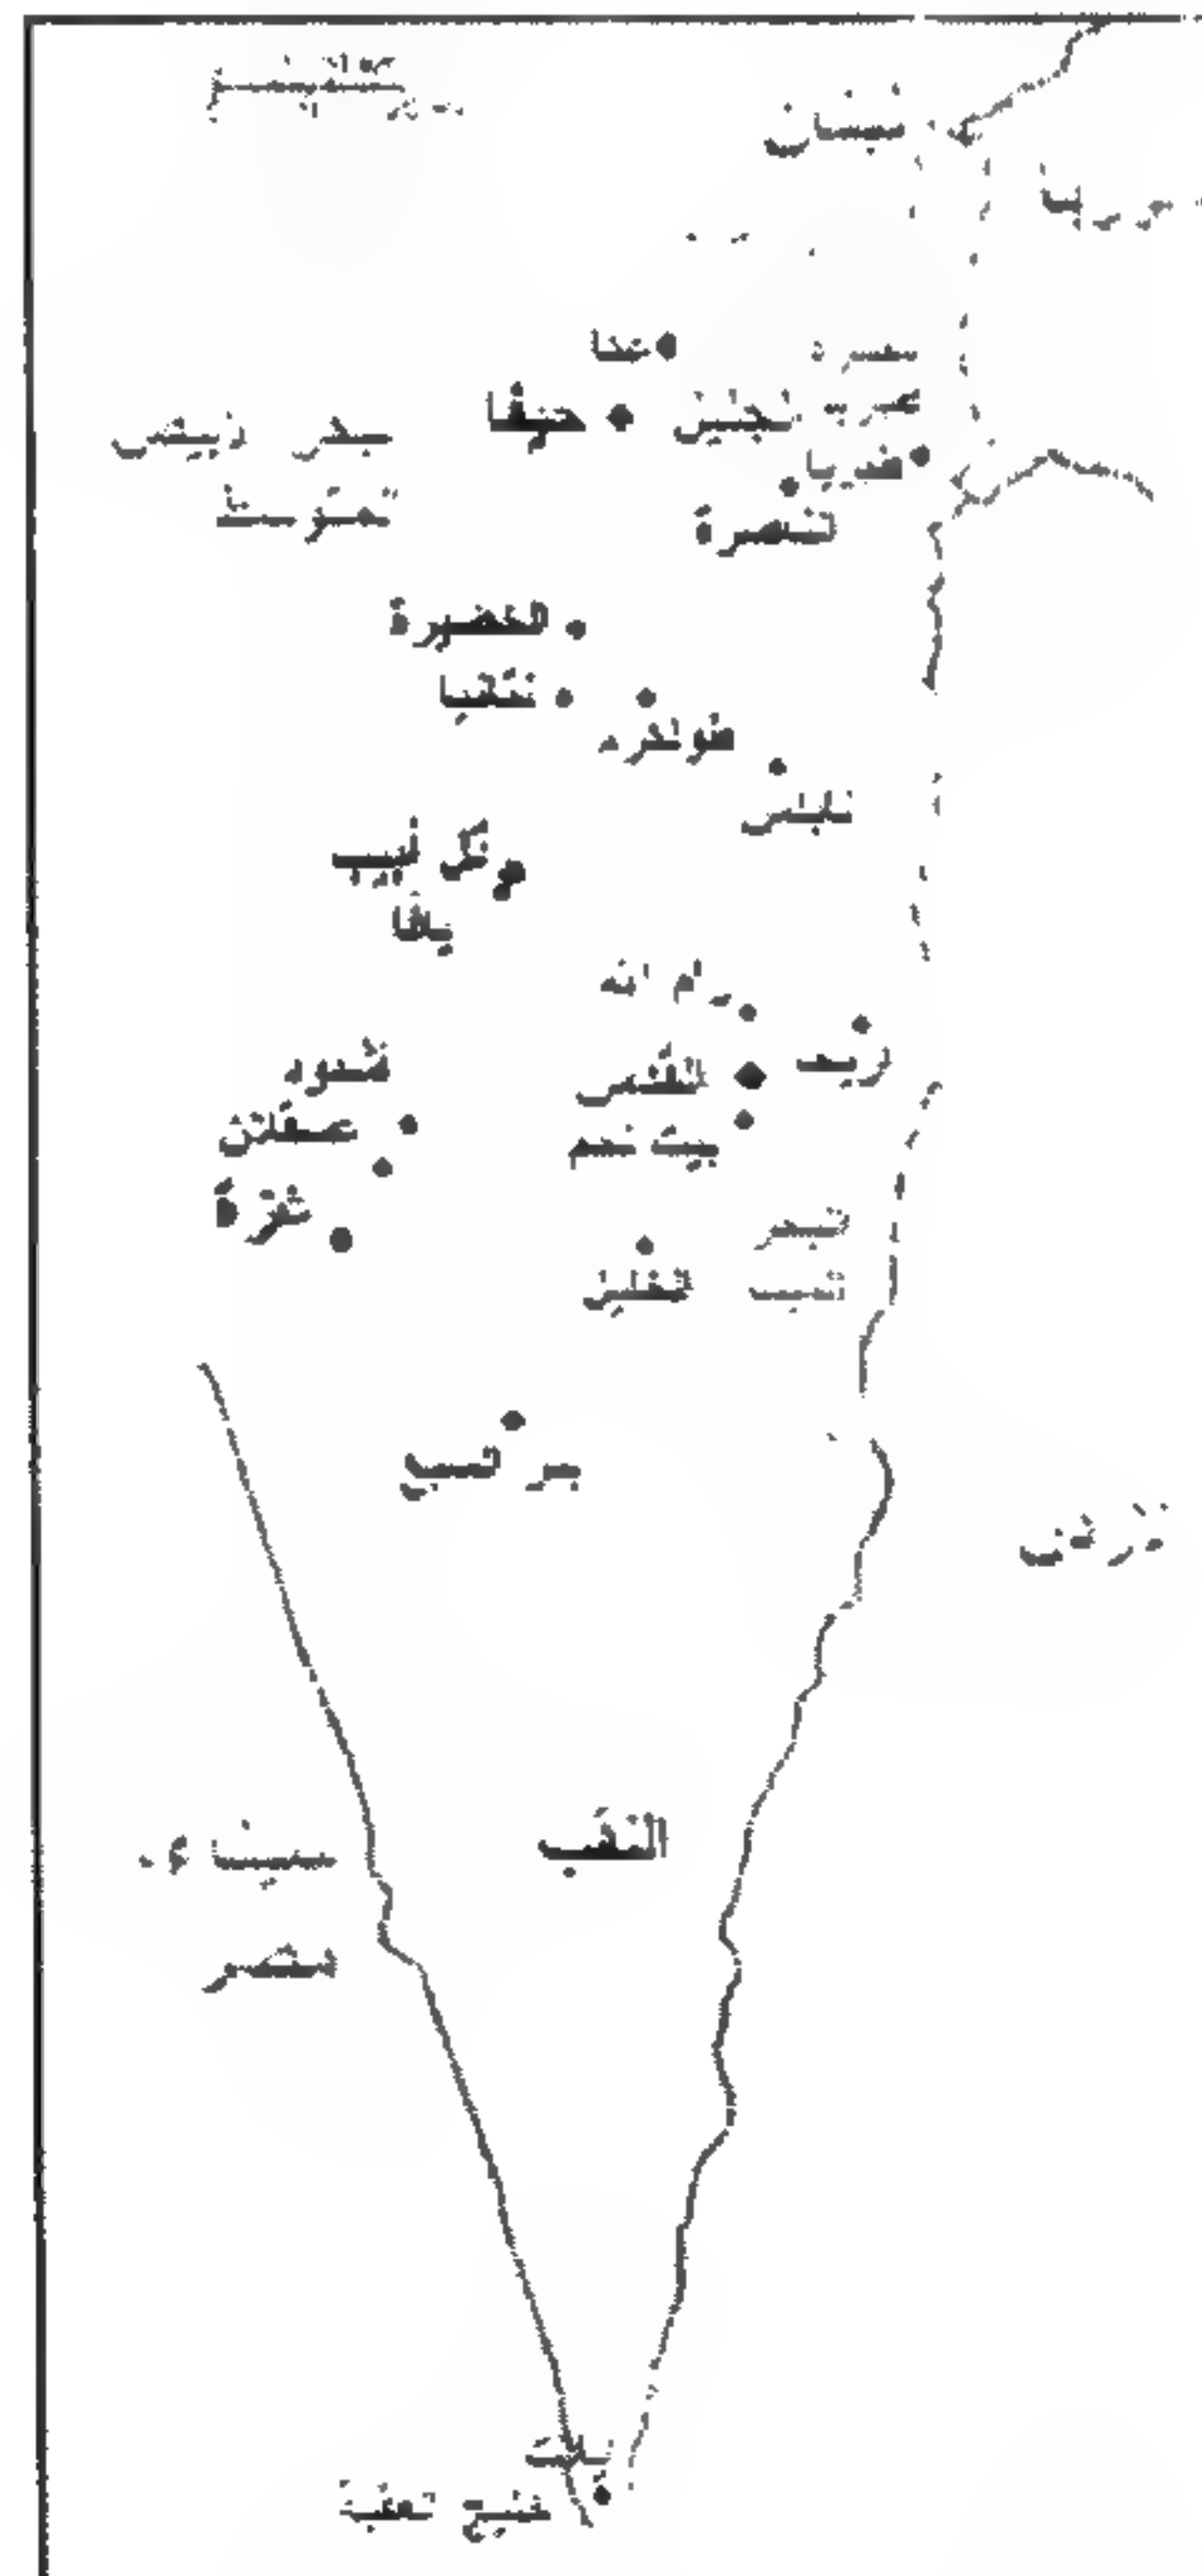 لبنان
سوريا
عكا
حيفا
الجليل
بحيرة
طبريا
البحر الأبيض
المتوسط
الناصرة
الخضيرة
نتانيا
طولكرم
نابلس
تل أبيب
يافا
رام الله
أريحا
القدس
بيت لحم
أشدود
عسقلان
غزة
البحر
الميت
الخليل
بئر السبع
الأردن
النقب
سيناء
مصر
إيلات
خليج العقبة